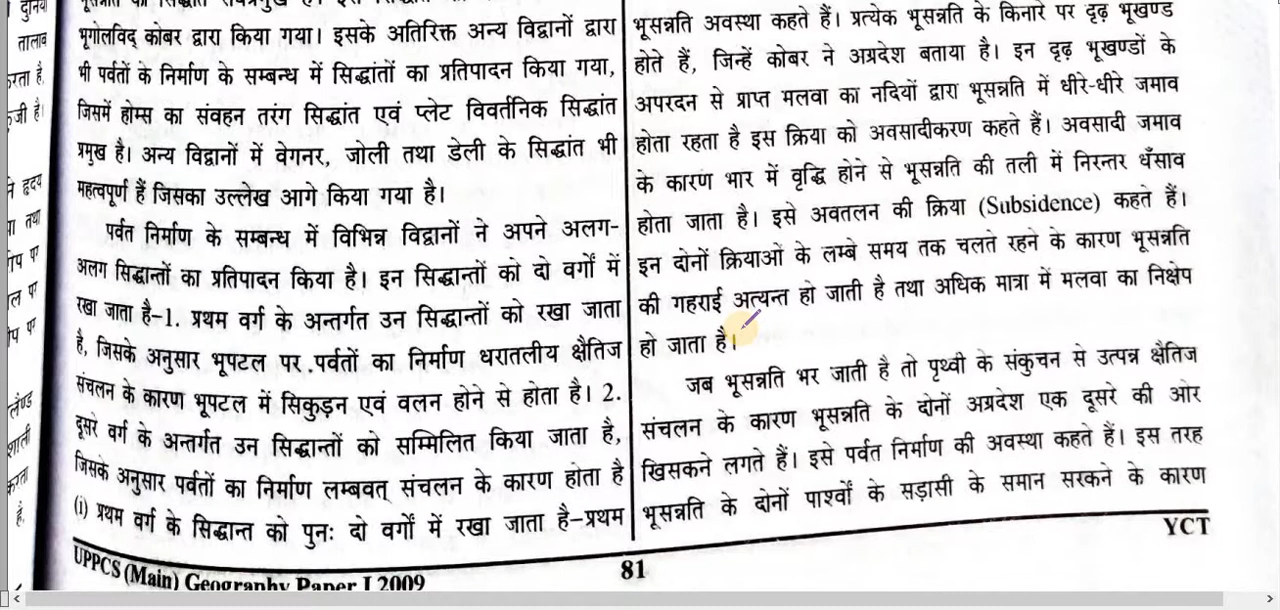 दुनिया
तालाब
करता है,
जी है।
हृदय
तथा
लैण्ड
शाली
करता
है,
भूगोलविद् कोबर द्वारा किया गया। इसके अतिरिक्त अन्य विद्वानों द्वारा
भी पर्वतों के निर्माण के सम्बन्ध में सिद्धांतों का प्रतिपादन किया गया,
जिसमें होम्स का संवहन तरंग सिद्धांत एवं प्लेट विवर्तनिक सिद्धांत
प्रमुख है। अन्य विद्वानों में वेगनर, जोली तथा डेली के सिद्धांत भी
महत्वपूर्ण हैं जिसका उल्लेख आगे किया गया है।
पर्वत निर्माण के सम्बन्ध में विभिन्न विद्वानों ने अपने अलग-
अलग सिद्धान्तों का प्रतिपादन किया है। इन सिद्धान्तों को दो वर्गों में
रखा जाता है-1. प्रथम वर्ग के अन्तर्गत उन सिद्धान्तों को रखा जाता
है, जिसके अनुसार भूपटल पर पर्वतों का निर्माण धरातलीय क्षैतिज
संचलन के कारण भूपटल में सिकुड़न एवं वलन होने से होता है। 2.
दूसरे वर्ग के अन्तर्गत उन सिद्धान्तों को सम्मिलित किया जाता है,
जिसके अनुसार पर्वतों का निर्माण लम्बवत् संचलन के कारण होता है
(i) प्रथम वर्ग के सिद्धान्त को पुनः दो वर्गों में रखा जाता है-प्रथम
भूसन्नति अवस्था कहते हैं। प्रत्येक भूसन्नति के किनारे पर दृढ़ भूखण्ड
होते हैं, जिन्हें कोबर ने अग्रदेश बताया है। इन दृढ़ भूखण्डों के
अपरदन से प्राप्त मलवा का नदियों द्वारा भूसन्नति में धीरे-धीरे जमाव
होता रहता है इस क्रिया को अवसादीकरण कहते हैं। अवसादी जमाव
के कारण भार में वृद्धि होने से भूसन्नति की तली में निरन्तर धँसाव
होता जाता है। इसे अवतलन की क्रिया (Subsidence) कहते हैं।
इन दोनों क्रियाओं के लम्बे समय तक चलते रहने के कारण भूसन्नति
की गहराई अत्यन्त हो जाती है तथा अधिक मात्रा में मलवा का निक्षेप
हो जाता है।
जब भूसन्नति भर जाती है तो पृथ्वी के संकुचन से उत्पन्न क्षैतिज
संचलन के कारण भूसन्नति के दोनों अग्रदेश एक दूसरे की ओर
खिसकने लगते हैं। इसे पर्वत निर्माण की अवस्था कहते हैं। इस तरह
भूसन्नति के दोनों पार्श्वों के सड़ासी के समान सरकने के कारण
UPPCS (Main) Geography Paper I 2009
81
YCT